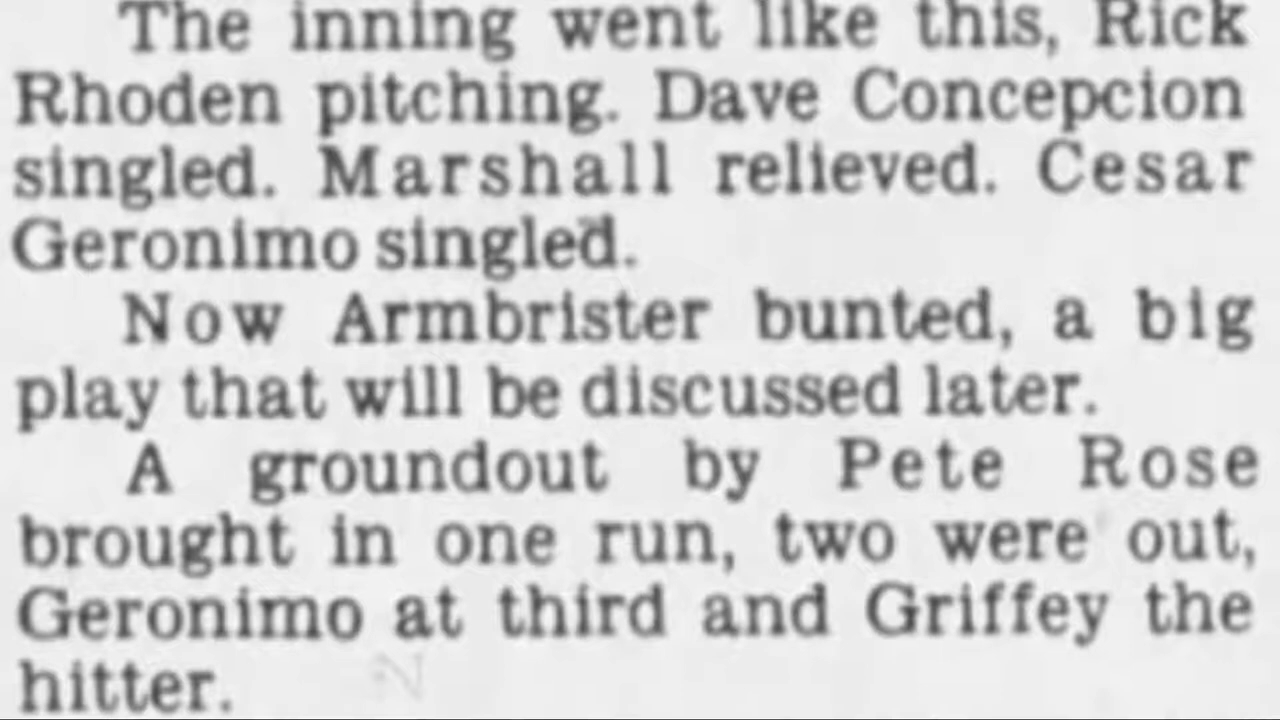 The inning went like this, Rick
Rhoden pitching. Dave Concepcion
singled. Marshall relieved. Cesar
Geronimo singled.
Now Armbrister bunted, a big
play that will be discussed later.
A groundout by Pete Rose
brought in one run, two were out,
Geronimo at third and Griffey the
hitter.